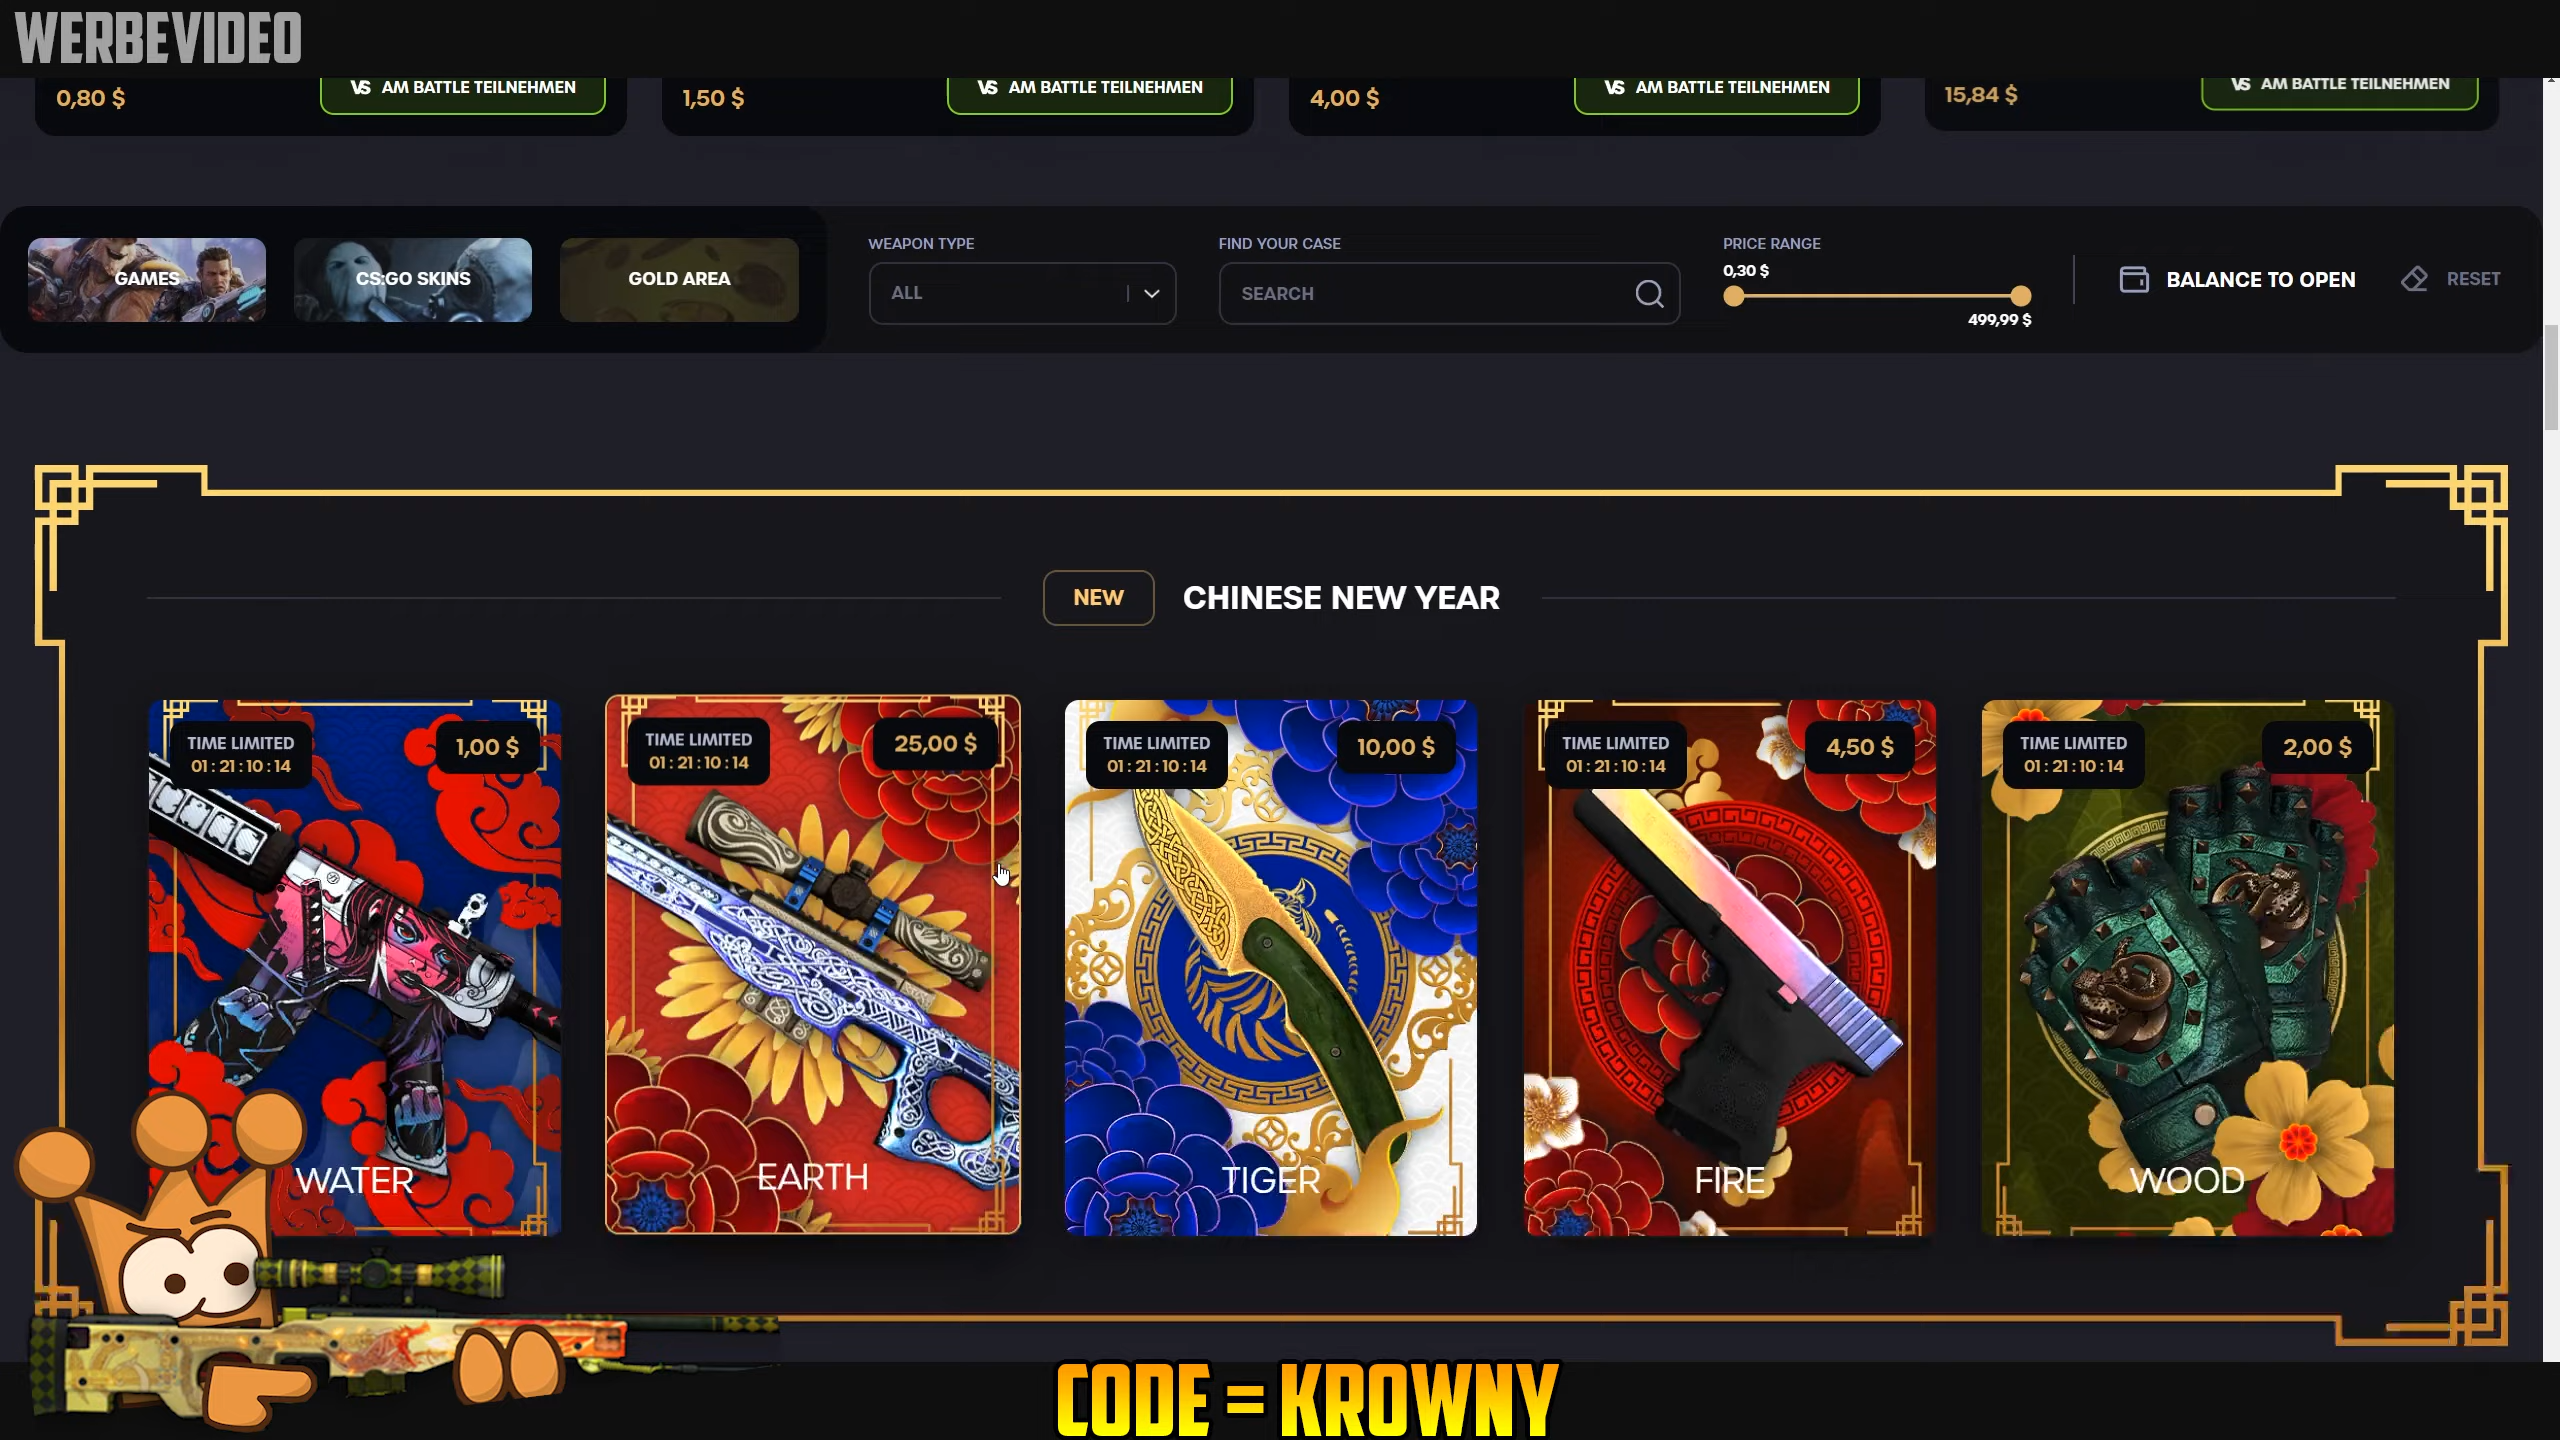 WERBEVIDEO
0,80 $ VS AM BATTLE TEILNEHMEN
1,50 $ VS AM BATTLE TEILNEHMEN
4,00 $ VS AM BATTLE TEILNEHMEN
15,84 $ VS AM BATTLE TEILNEHMEN
GAMES
CS:GO SKINS
GOLD AREA
WEAPON TYPE
ALL
FIND YOUR CASE
SEARCH
PRICE RANGE
0,30 $
499,99 $
BALANCE TO OPEN
RESET
NEW CHINESE NEW YEAR
TIME LIMITED
01 : 21 : 10 : 14
1,00 $
WATER
TIME LIMITED
01 : 21 : 10 : 14
25,00 $
EARTH
TIME LIMITED
01 : 21 : 10 : 14
10,00 $
TIGER
TIME LIMITED
01 : 21 : 10 : 14
4,50 $
FIRE
TIME LIMITED
01 : 21 : 10 : 14
2,00 $
WOOD
CODE = KROWNY